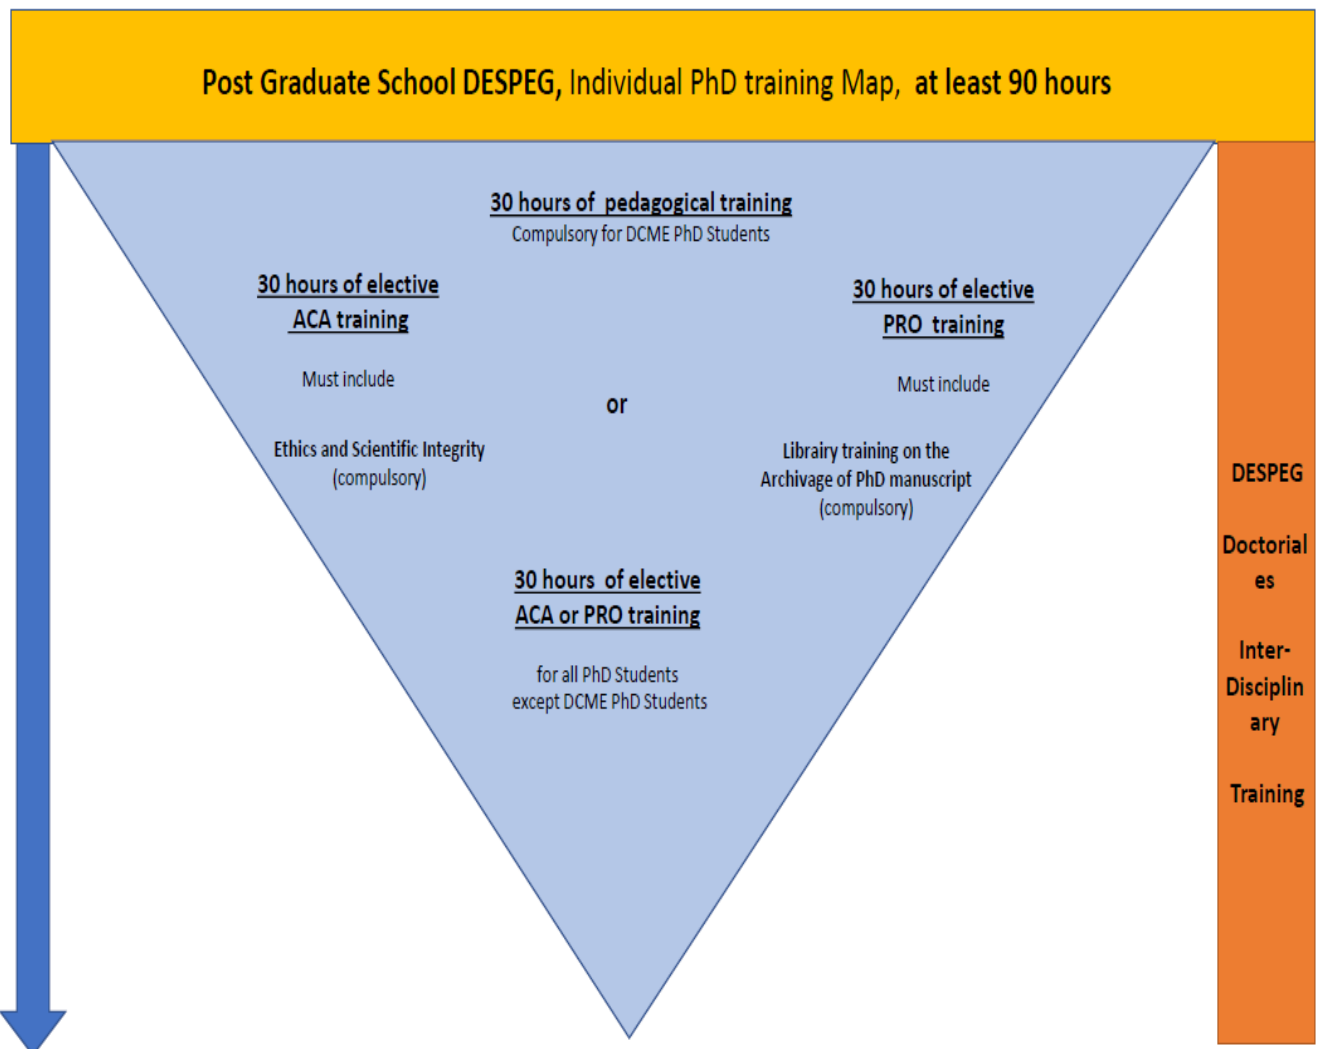 Post Graduate School DESPEG, Individual PhD training Map, at least 90 hours
30 hours of pedagogical training
Compulsory for DCME PhD Students
30 hours of elective
ACA training
Must include
Ethics and Scientific Integrity
(compulsory)
or
30 hours of elective
PRO training
Must include
Librairy training on the
Archivage of PhD manuscript
(compulsory)
30 hours of elective
ACA or PRO training
for all PhD Students
except DCME PhD Students
DESPEG
Doctorial
es
Inter-
Disciplin
ary
Training